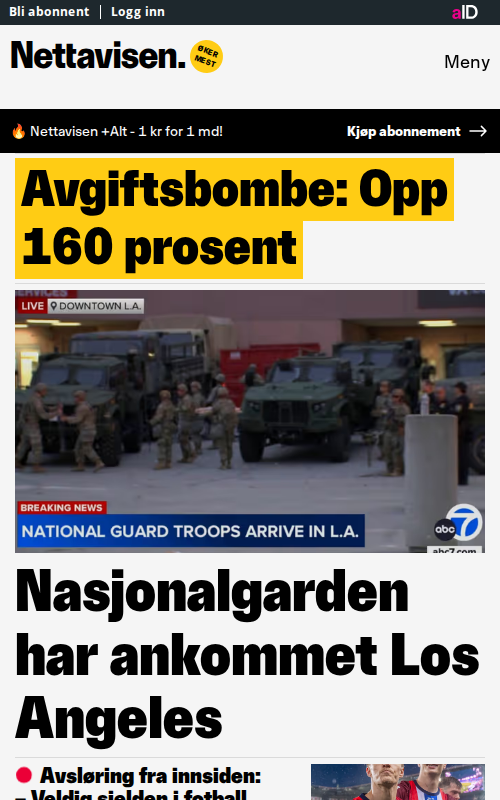 Bli abonnent | Logg inn
aID
Nettavisen.
ØKER
MEST
Meny
🔥 Nettavisen +Alt - 1 kr for 1 md!
Kjøp abonnement →
Avgiftsbombe: Opp
160 prosent
LIVE DOWNTOWN L.A.
BREAKING NEWS
NATIONAL GUARD TROOPS ARRIVE IN L.A.
abc 7
abc7.com
Nasjonalgarden
har ankommet Los
Angeles
Avsløring fra innsiden:
– Veldig sjelden i fotball